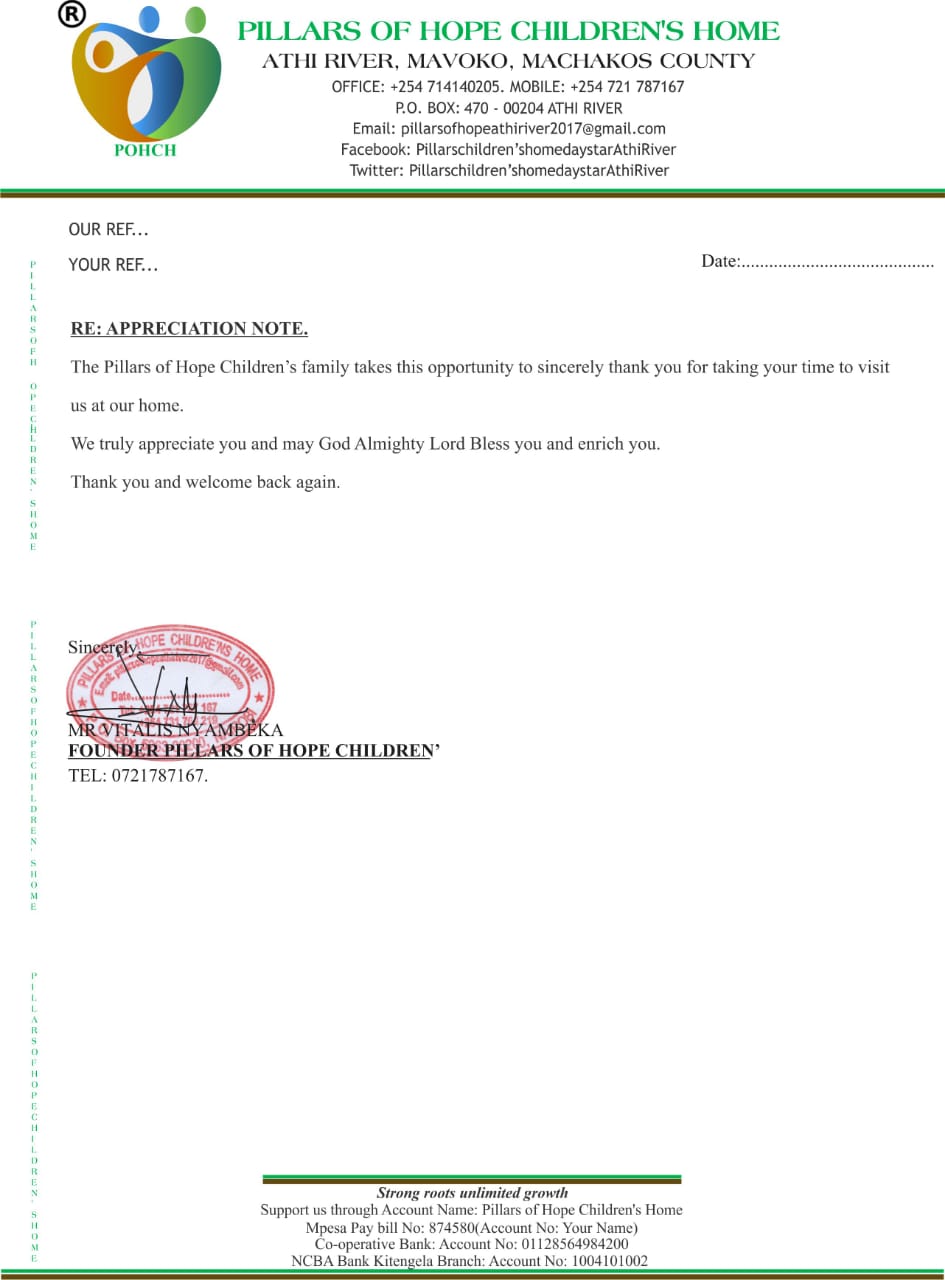 ®
PILLARS OF HOPE CHILDREN'S HOME
ATHI RIVER, MAVOKO, MACHAKOS COUNTY
OFFICE: +254 714140205. MOBILE: +254 721 787167
P.O. BOX: 470 - 00204 ATHI RIVER
Email: pillarsofhopeathiriver2017@gmail.com
Facebook: Pillarschildren’shomedaystarAthiRiver
Twitter: Pillarschildren’shomedaystarAthiRiver
POHCH
OUR REF...
YOUR REF...
Date:..........................................
RE: APPRECIATION NOTE.
The Pillars of Hope Children’s family takes this opportunity to sincerely thank you for taking your time to visit
us at our home.
We truly appreciate you and may God Almighty Lord Bless you and enrich you.
Thank you and welcome back again.
Sincerely,
PILLARS HOPE CHILDREN'S HOME
Email: pillarsofhopeathiriver2017@gmail.com
Date
167
MR VITALIS NYAMBEKA
FOUNDER PILLARS OF HOPE CHILDREN’
TEL: 0721787167.
PILLARSOFH OPECHILDREN'SHOME
PILLARSOFHOPECHILDREN'SHOME
PILLARSOFHOPECHILDREN'SHOME
Strong roots unlimited growth
Support us through Account Name: Pillars of Hope Children's Home
Mpesa Pay bill No: 874580(Account No: Your Name)
Co-operative Bank: Account No: 01128564984200
NCBA Bank Kitengela Branch: Account No: 1004101002